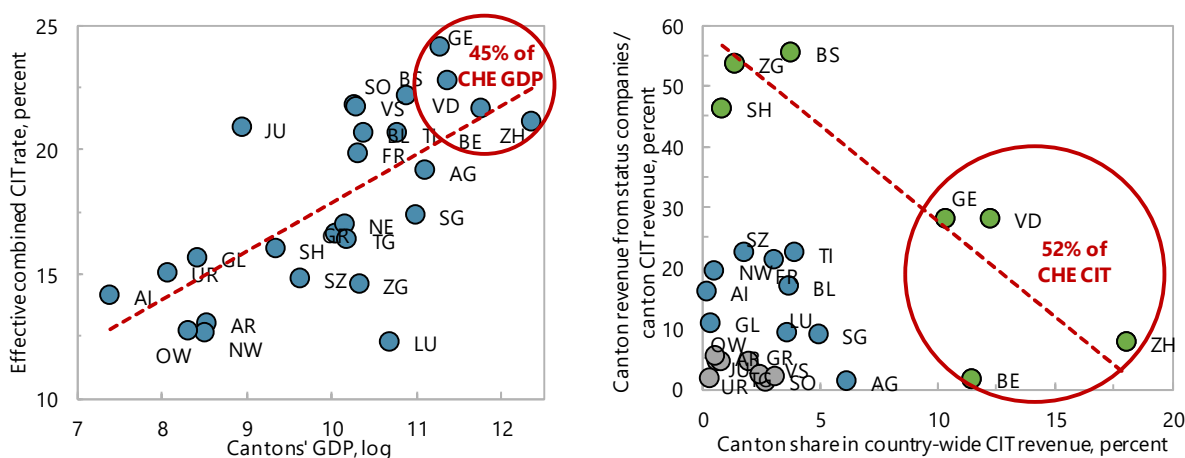 Effective combined CIT rate, percent
25
20
15
10
7
8
9
10
11
12
Cantons' GDP, log
GE
45% of
CHE GDP
SO
BS
VS
VD
JU
BL
TI
BE
ZH
FR
AG
SG
NE
GR
TG
SH
GL
UR
SZ
ZG
AI
AR
OW
NW
LU
Canton revenue from status companies/
canton CIT revenue, percent
60
50
40
30
20
10
0
0
5
10
15
20
Canton share in country-wide CIT revenue, percent
ZG
BS
SH
GE
VD
52% of
CHE CIT
SZ
TI
NW
FR
AI
BL
GL
LU
SG
ZH
OW
AR
GR
JU
TG
VS
UR
SO
AG
BE